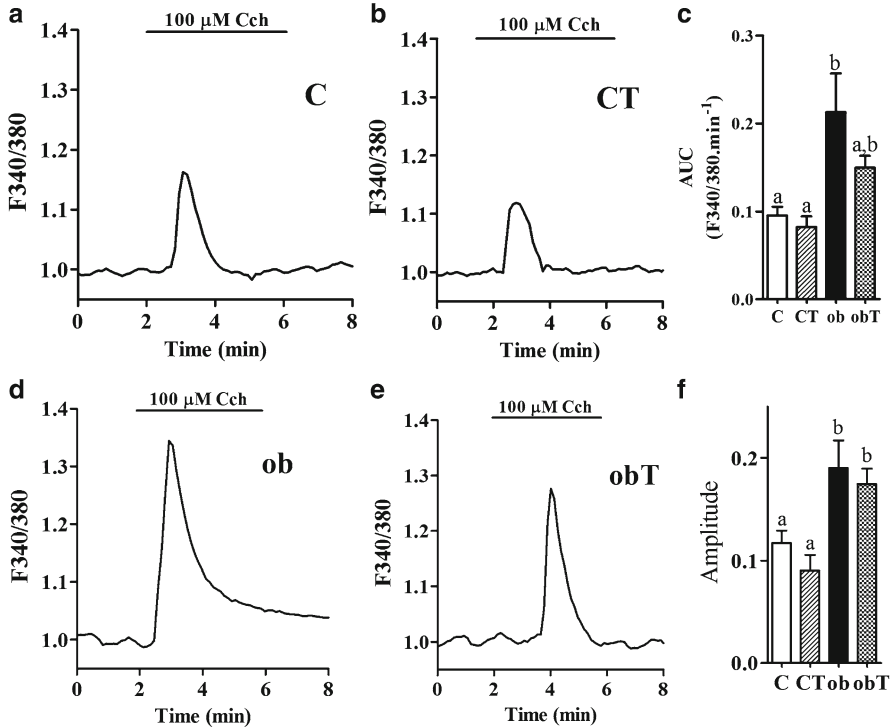 a
100 μM Cch
1.4
1.3
1.2
1.1
1.0
C
F340/380
0 2 4 6 8
Time (min)
b
100 μM Cch
1.4
1.3
1.2
1.1
1.0
CT
F340/380
0 2 4 6 8
Time (min)
c
0.3
0.2
0.1
0.0
AUC
(F340/380.min⁻¹)
a a b a,b
C CT ob obT
d
100 μM Cch
1.4
1.3
1.2
1.1
1.0
ob
F340/380
0 2 4 6 8
Time (min)
e
100 μM Cch
1.4
1.3
1.2
1.1
1.0
obT
F340/380
0 2 4 6 8
Time (min)
f
0.2
0.1
0.0
Amplitude
a a b b
C CT ob obT